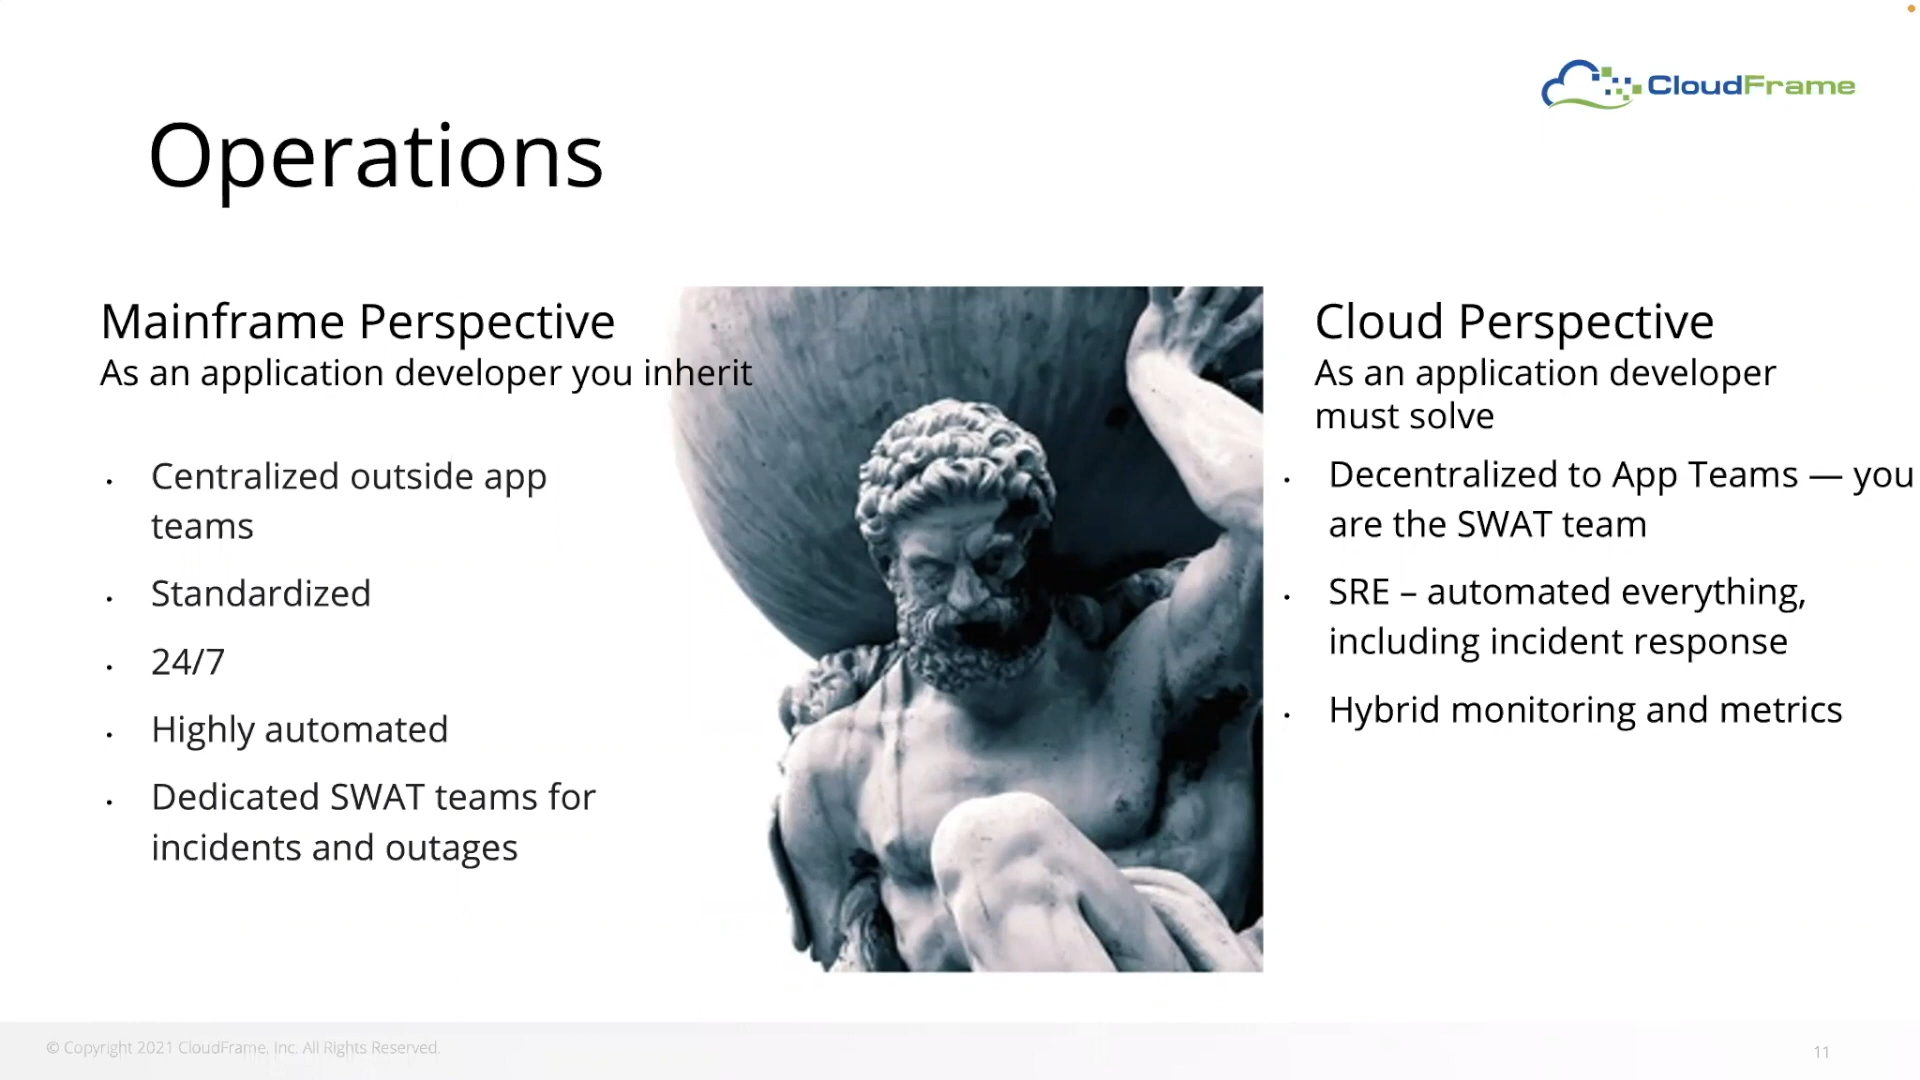 CloudFrame
Operations
Mainframe Perspective
As an application developer you inherit
• Centralized outside app
teams
• Standardized
• 24/7
• Highly automated
• Dedicated SWAT teams for
incidents and outages
Cloud Perspective
As an application developer
must solve
• Decentralized to App Teams — you
are the SWAT team
• SRE – automated everything,
including incident response
• Hybrid monitoring and metrics
© Copyright 2021 CloudFrame, Inc. All Rights Reserved.
11